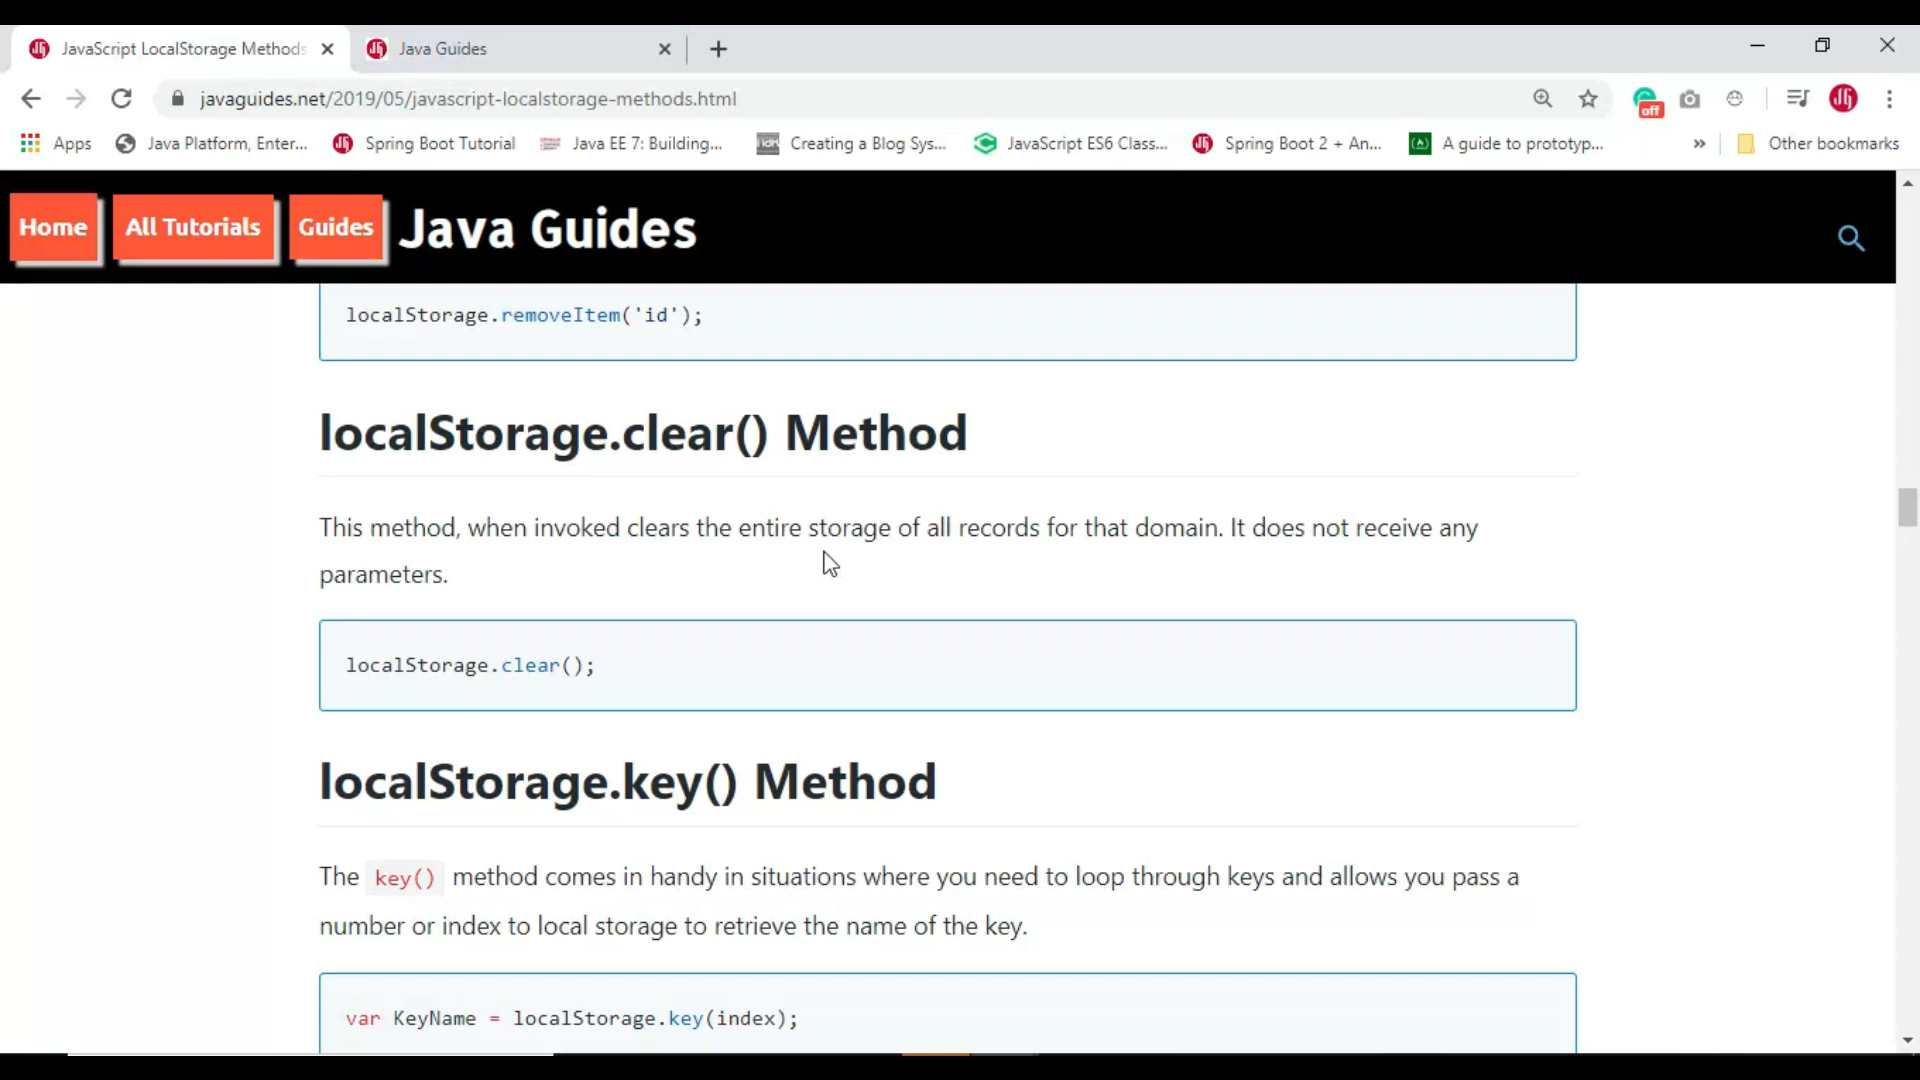 JavaScript LocalStorage Methods
Java Guides
javaguides.net/2019/05/javascript-localstorage-methods.html
off
Apps
Java Platform, Enter...
Spring Boot Tutorial
Java EE 7: Building...
Creating a Blog Sys...
JavaScript ES6 Class...
Spring Boot 2 + An...
A guide to prototyp...
»
Other bookmarks
Home
All Tutorials
Guides
Java Guides
localStorage.removeItem('id');
localStorage.clear() Method
This method, when invoked clears the entire storage of all records for that domain. It does not receive any
parameters.
localStorage.clear();
localStorage.key() Method
The key() method comes in handy in situations where you need to loop through keys and allows you pass a
number or index to local storage to retrieve the name of the key.
var KeyName = localStorage.key(index);